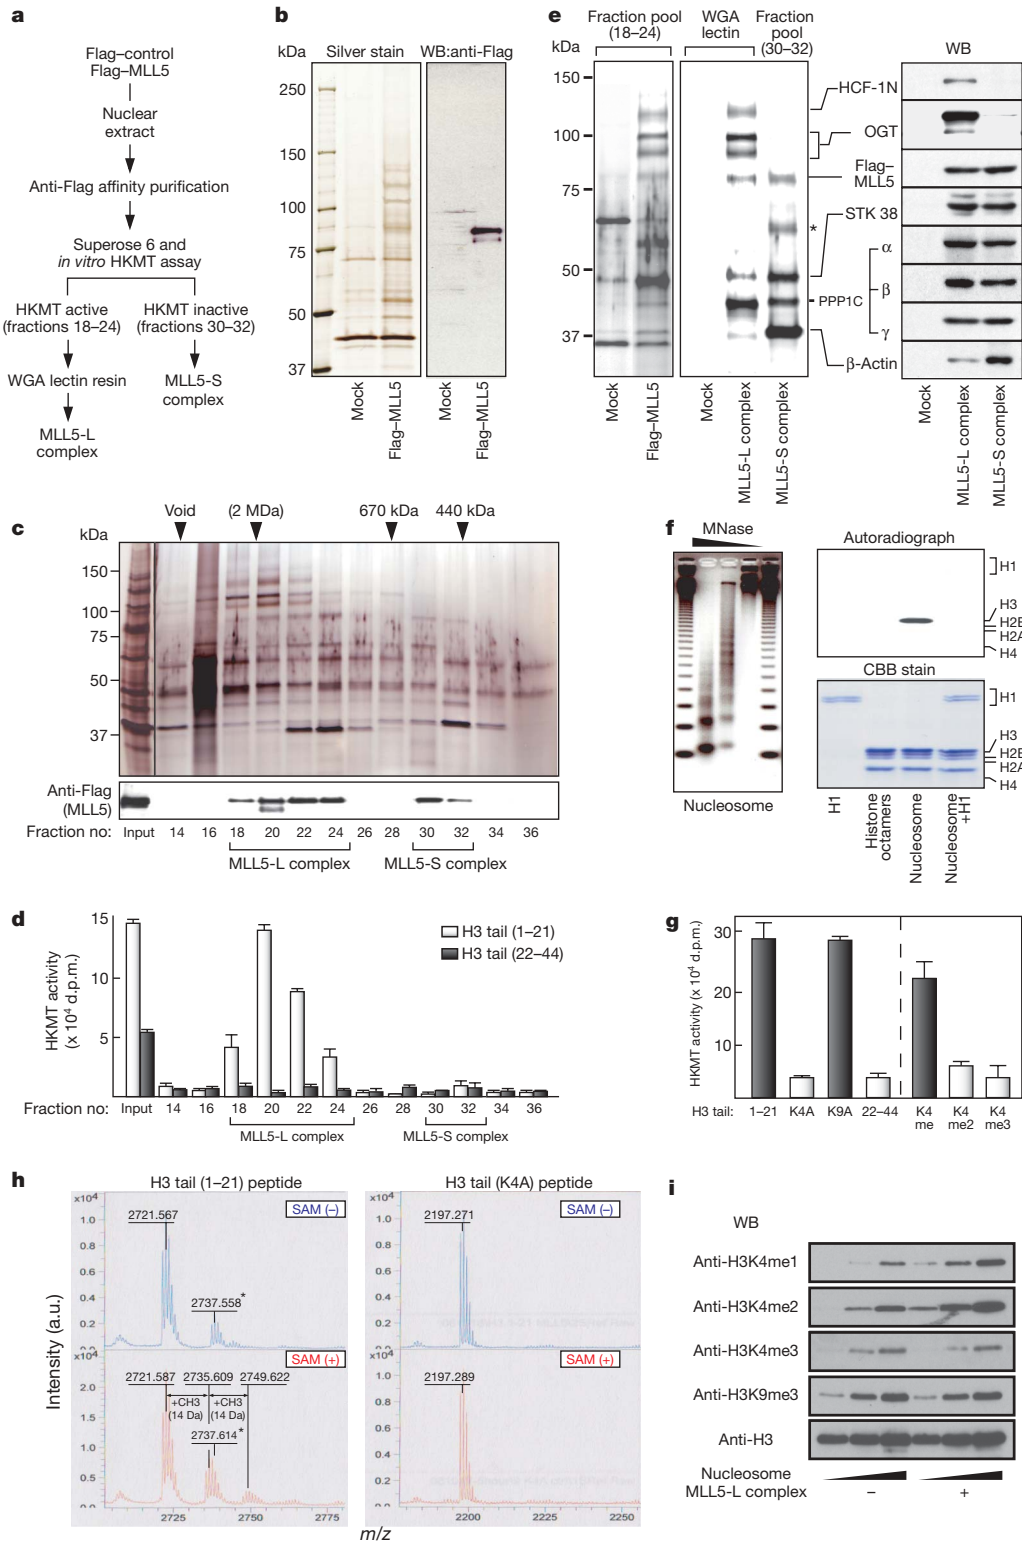 a
Flag–control
Flag–MLL5
Nuclear
extract
Anti-Flag affinity purification
Superose 6 and
in vitro HKMT assay
HKMT active
(fractions 18–24)
HKMT inactive
(fractions 30–32)
WGA lectin resin
MLL5-S
complex
MLL5-L
complex
b
kDa
Silver stain
WB:anti-Flag
250
150
100
75
50
37
Mock
Flag–MLL5
Mock
Flag–MLL5
e
Fraction pool
(18–24)
WGA
lectin
Fraction
pool
(30–32)
kDa
WB
150
100
75
50
37
HCF-1N
OGT
Flag–
MLL5
STK 38
α
β
PPP1C
γ
β-Actin
*
Mock
Flag–MLL5
Mock
MLL5-L complex
MLL5-S complex
Mock
MLL5-L complex
MLL5-S complex
c
Void
(2 MDa)
670 kDa
440 kDa
kDa
150
100
75
50
37
Anti-Flag
(MLL5)
Fraction no:
Input
14
16
18
20
22
24
26
28
30
32
34
36
MLL5-L complex
MLL5-S complex
f
MNase
Nucleosome
Autoradiograph
H1
H3
H2B
H2A
H4
CBB stain
H1
H3
H2B
H2A
H4
H1
Histone
octamers
Nucleosome
Nucleosome
+H1
d
HKMT activity
(x 10⁴ d.p.m.)
15
10
5
H3 tail (1–21)
H3 tail (22–44)
Fraction no:
Input
14
16
18
20
22
24
26
28
30
32
34
36
MLL5-L complex
MLL5-S complex
g
HKMT activity (x 10⁴ d.p.m.)
30
20
10
H3 tail:
1–21
K4A
K9A
22–44
K4
me
K4
me2
K4
me3
h
H3 tail (1–21) peptide
H3 tail (K4A) peptide
Intensity (a.u.)
x10⁴
SAM (–)
2721.567
2737.558*
1.0
0.8
0.6
0.4
0.2
0.0
x10⁴
SAM (–)
2197.271
1.0
0.8
0.6
0.4
0.2
0.0
SAM (+)
2721.587
2735.609
2749.622
+CH3
(14 Da)
+CH3
(14 Da)
2737.614*
2.0
1.5
1.0
0.5
0.0
2725
2750
2775
SAM (+)
2197.289
1.0
0.8
0.6
0.4
0.2
0.0
2200
2225
2250
m/z
i
WB
Anti-H3K4me1
Anti-H3K4me2
Anti-H3K4me3
Anti-H3K9me3
Anti-H3
Nucleosome
MLL5-L complex
–
+